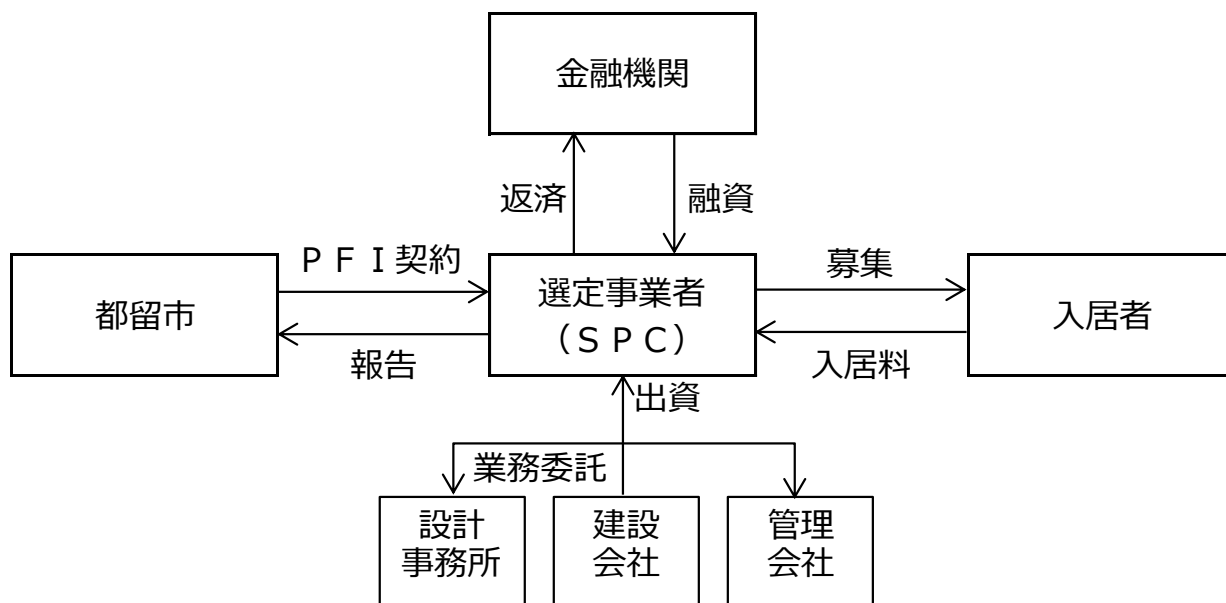 金融機関
返済
融資
ＰＦＩ契約
募集
都留市
選定事業者
（ＳＰＣ）
入居者
報告
入居料
出資
業務委託
設計
事務所
建設
会社
管理
会社